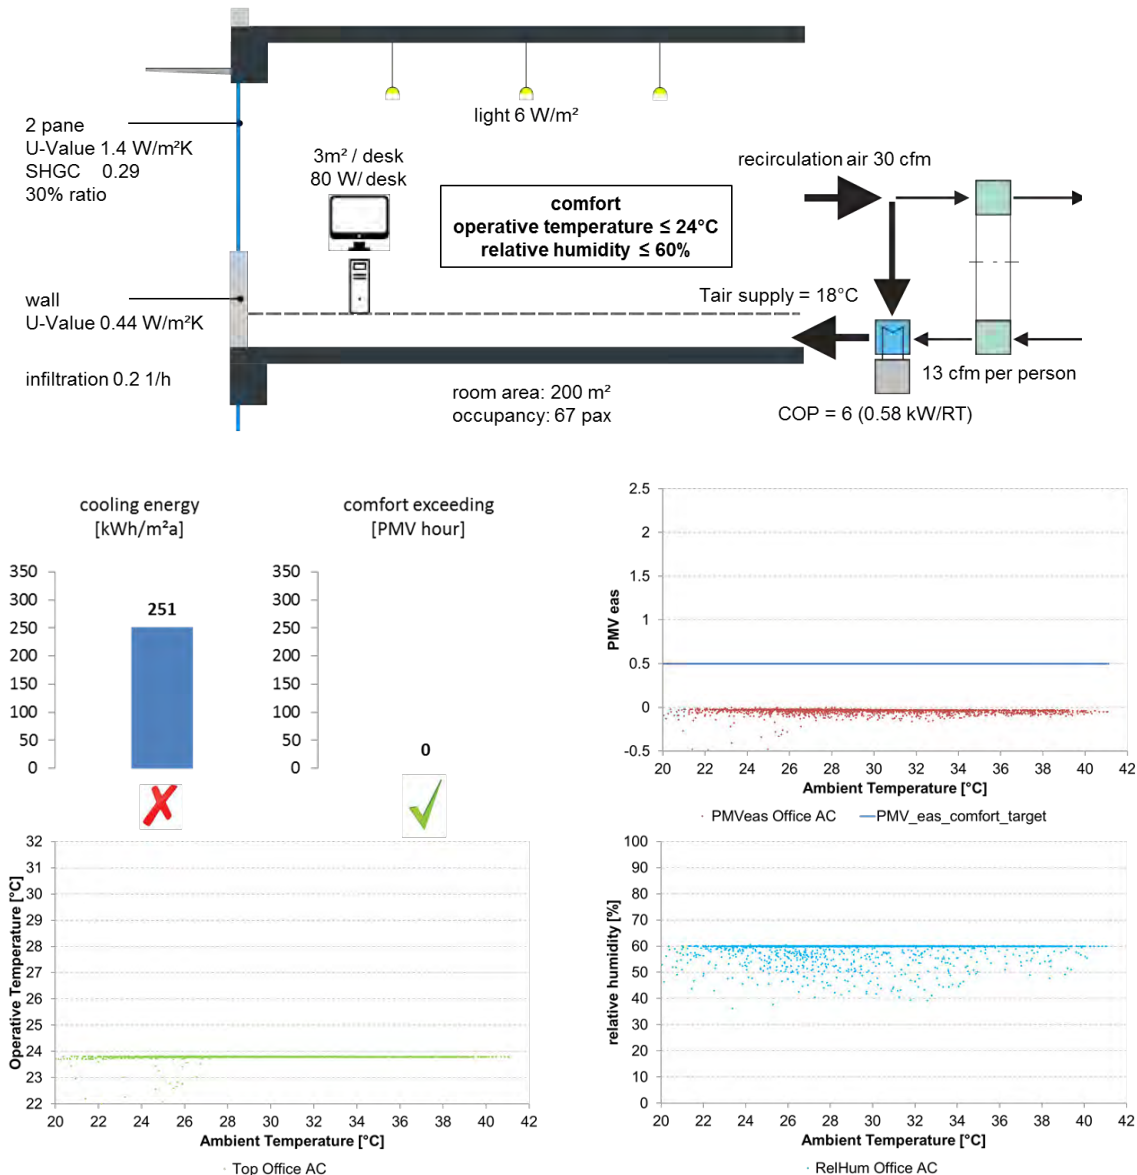 light 6 W/m²
2 pane
U-Value 1.4 W/m²K
SHGC 0.29
30% ratio
3m² / desk
80 W/desk
recirculation air 30 cfm
comfort
operative temperature ≤ 24°C
relative humidity ≤ 60%
wall
U-Value 0.44 W/m²K
Tair supply = 18°C
infiltration 0.2 1/h
room area: 200 m²
occupancy: 67 pax
13 cfm per person
COP = 6 (0.58 kW/RT)
cooling energy
[kWh/m²a]
350
300
250
200
150
100
50
0
251
comfort exceeding
[PMV hour]
350
300
250
200
150
100
50
0
0
PMV eas
2.5
2
1.5
1
0.5
0
-0.5
20 22 24 26 28 30 32 34 36 38 40 42
Ambient Temperature [°C]
PMVeas Office AC
PMV_eas_comfort_target
Operative Temperature [°C]
32
31
30
29
28
27
26
25
24
23
22
20 22 24 26 28 30 32 34 36 38 40 42
Ambient Temperature [°C]
Top Office AC
relative humidity [%]
100
90
80
70
60
50
40
30
20
10
0
20 22 24 26 28 30 32 34 36 38 40 42
Ambient Temperature [°C]
RelHum Office AC